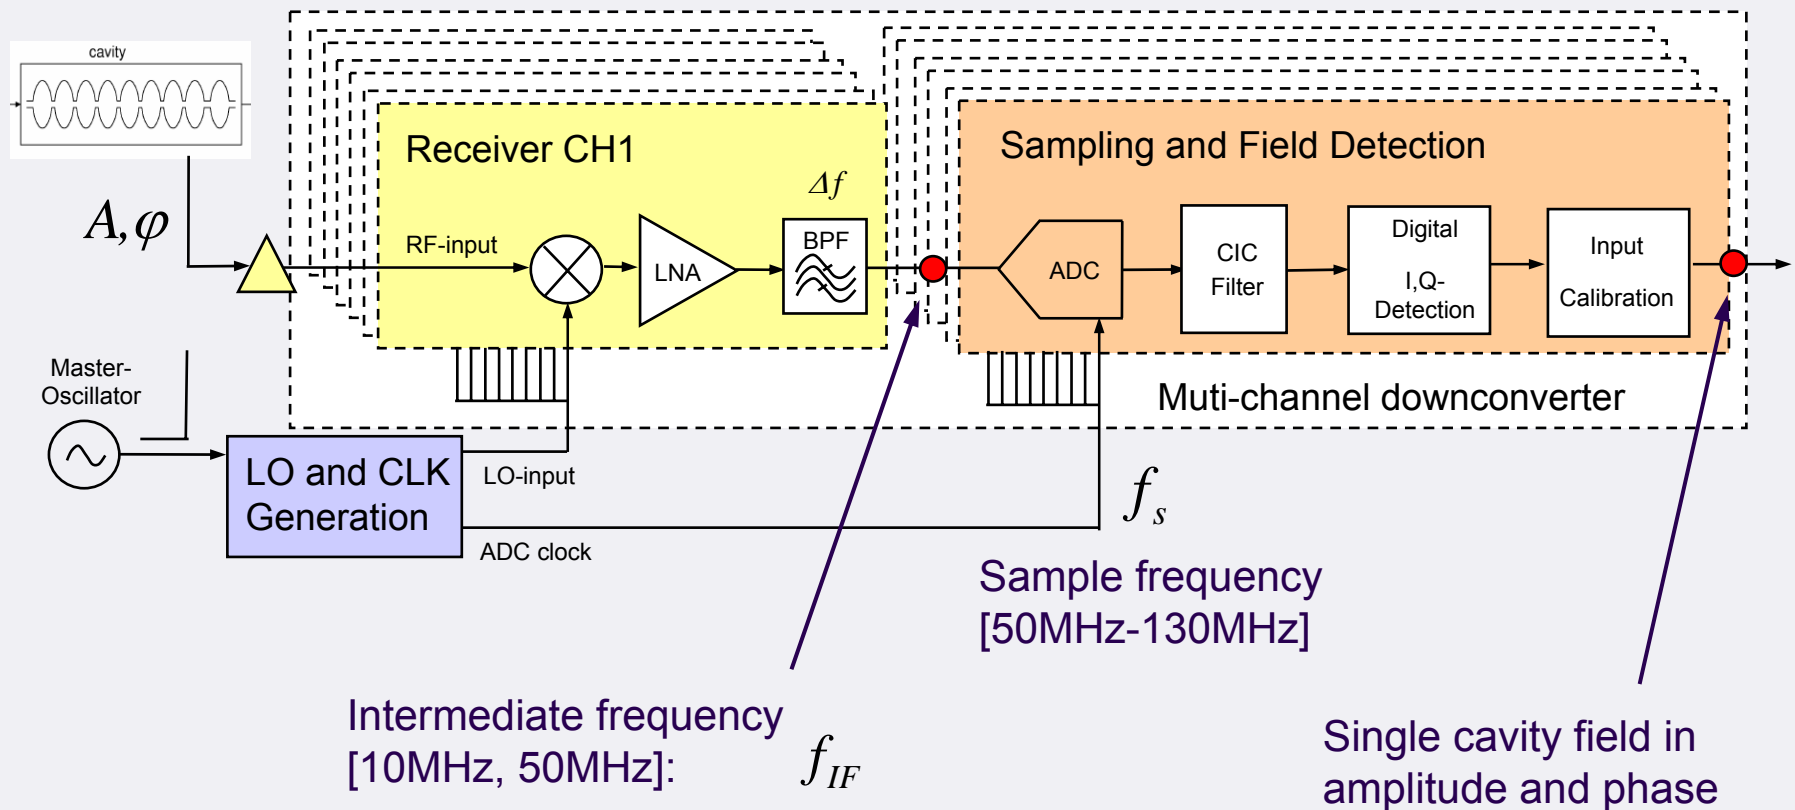 cavity
A,φ
Receiver CH1
Δf
RF-input
LNA
BPF
Sampling and Field Detection
ADC
CIC
Filter
Digital
I,Q-
Detection
Input
Calibration
Muti-channel downconverter
Master-
Oscillator
LO and CLK
Generation
LO-input
ADC clock
f_s
Sample frequency
[50MHz-130MHz]
Intermediate frequency
[10MHz, 50MHz]: f_IF
Single cavity field in
amplitude and phase